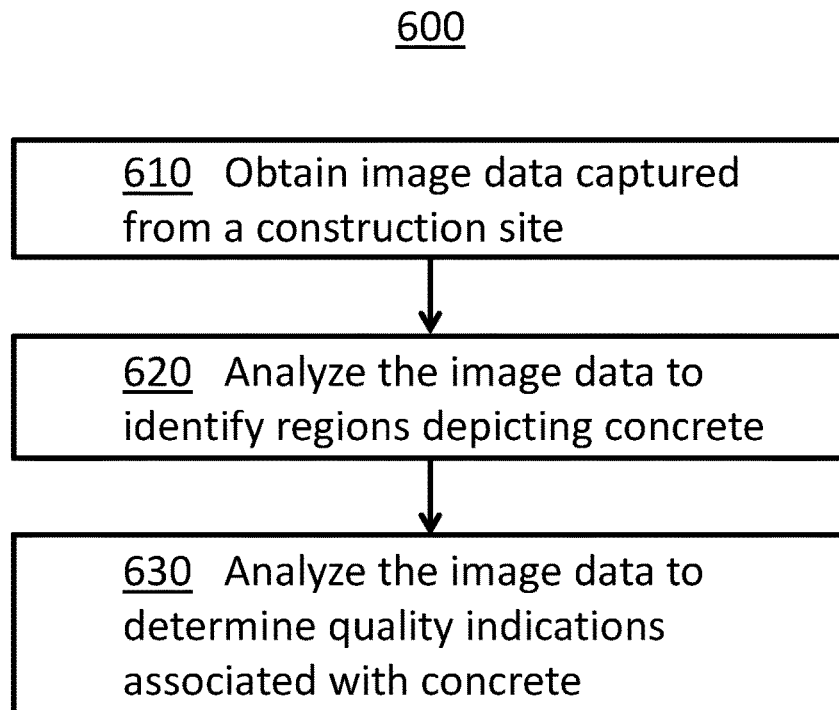 600
610 Obtain image data captured
from a construction site
620 Analyze the image data to
identify regions depicting concrete
630 Analyze the image data to
determine quality indications
associated with concrete